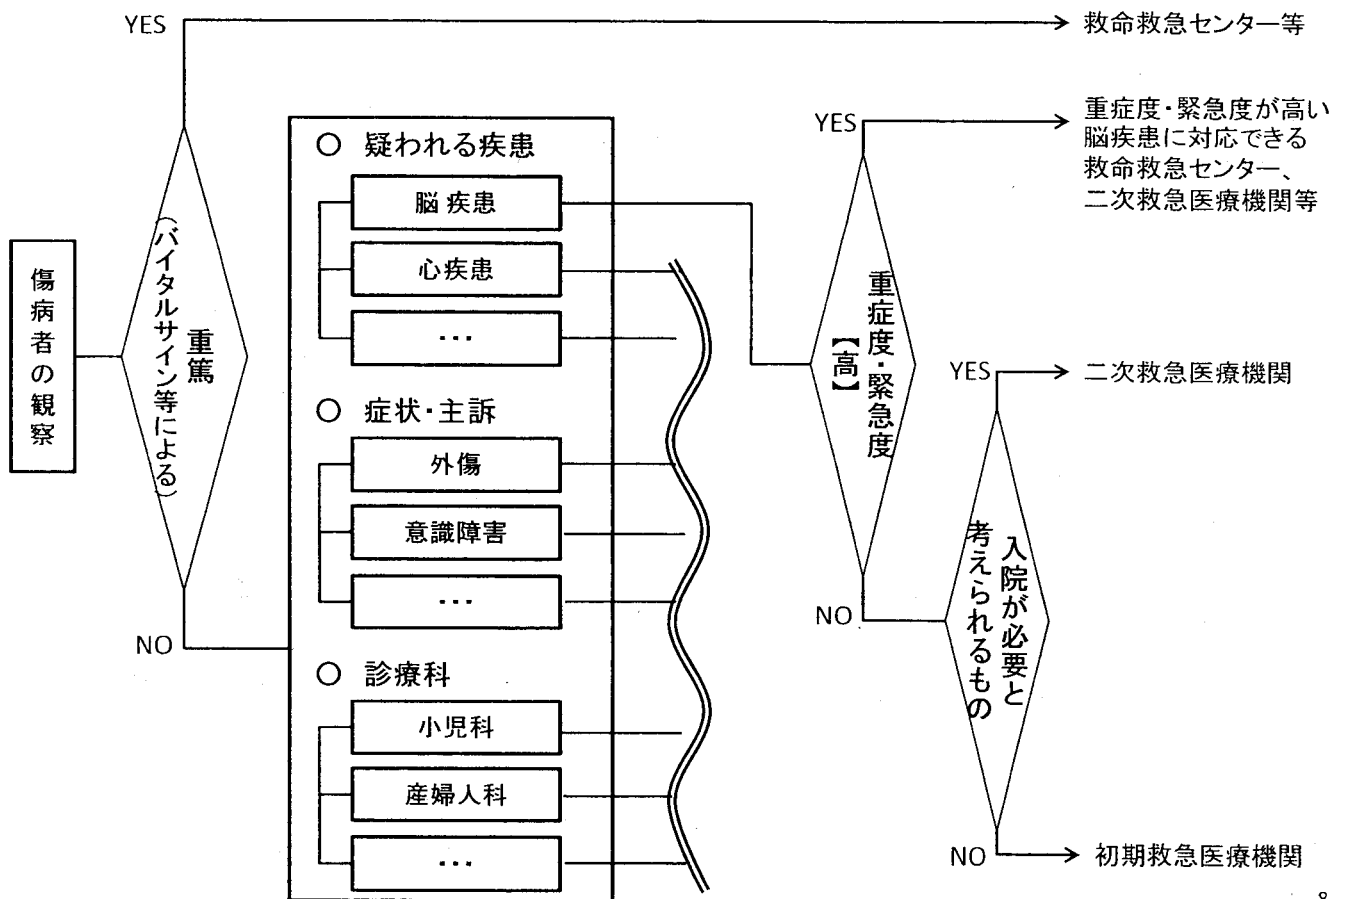 傷病者の観察
重篤
（バイタルサイン等による）
YES
救命救急センター等
NO
○ 疑われる疾患
脳疾患
心疾患
…
○ 症状・主訴
外傷
意識障害
…
○ 診療科
小児科
産婦人科
…
重症度・緊急度
【高】
YES
重症度・緊急度が高い
脳疾患に対応できる
救命救急センター、
二次救急医療機関等
NO
入院が必要と
考えられるもの
YES
二次救急医療機関
NO
初期救急医療機関
8